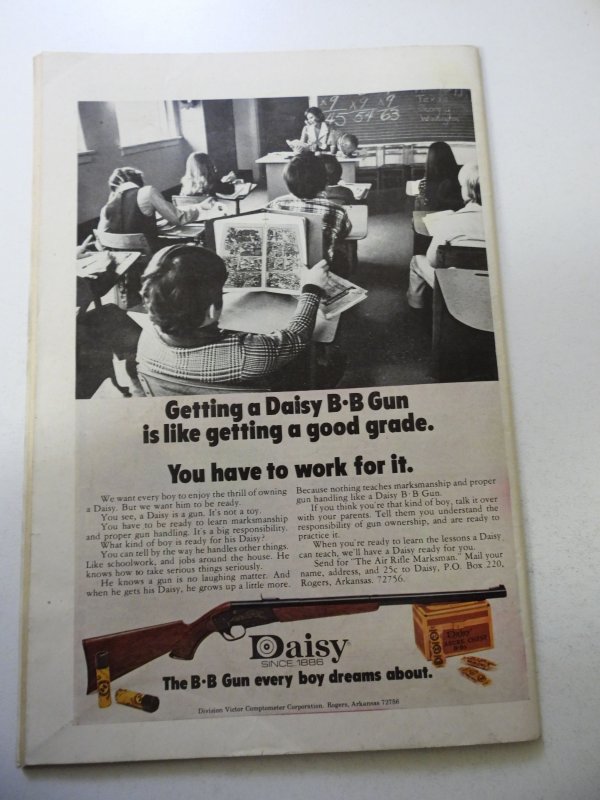 x9 x9 x9
45 54 63
Getting a Daisy B·B Gun
is like getting a good grade.
You have to work for it.
We want every boy to enjoy the thrill of owning
a Daisy. But we want him to be ready.
You see, a Daisy is a gun. It's not a toy.
You have to be ready to learn marksmanship
and proper gun handling. It's a big responsibility.
What kind of boy is ready for his Daisy?
You can tell by the way he handles other things.
Like schoolwork, and jobs around the house. He
knows how to take serious things seriously.
He knows a gun is no laughing matter. And
when he gets his Daisy, he grows up a little more.
Because nothing teaches marksmanship and proper
gun handling like a Daisy B·B Gun.
If you think you're that kind of boy, talk it over
with your parents. Tell them you understand the
responsibility of gun ownership, and are ready to
practice it.
When you're ready to learn the lessons a Daisy
can teach, we'll have a Daisy ready for you.
Send for "The Air Rifle Marksman." Mail your
name, address, and 25c to Daisy, P.O. Box 220,
Rogers, Arkansas. 72756.
Daisy
SINCE 1886
Daisy
The B·B Gun every boy dreams about.
Division Victor Comptometer Corporation. Rogers, Arkansas 72756